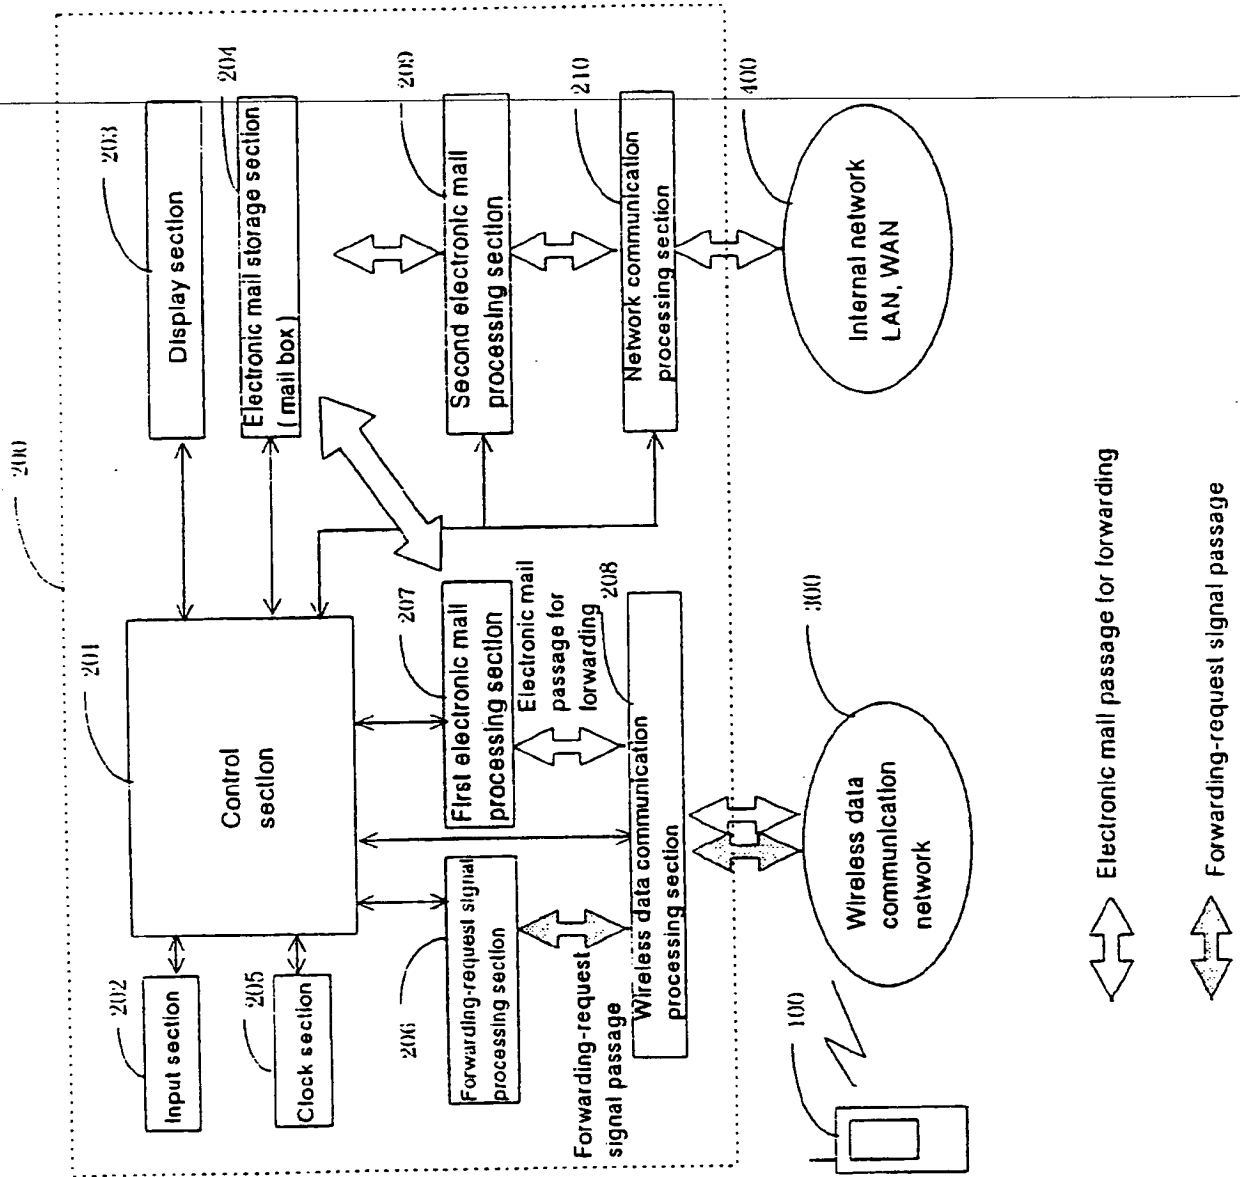 200
201
Control
section
202
Input section
205
Clock section
203
Display section
204
Electronic mail storage section
( mail box )
206
Forwarding-request signal
processing section
207
First electronic mail
processing section
209
Second electronic mail
processing section
Forwarding-request
signal passage
Electronic mail
passage for
forwarding
208
Wireless data communication
processing section
210
Network communication
processing section
100
300
Wireless data
communication
network
400
Internal network
LAN, WAN
Electronic mail passage for forwarding
Forwarding-request signal passage